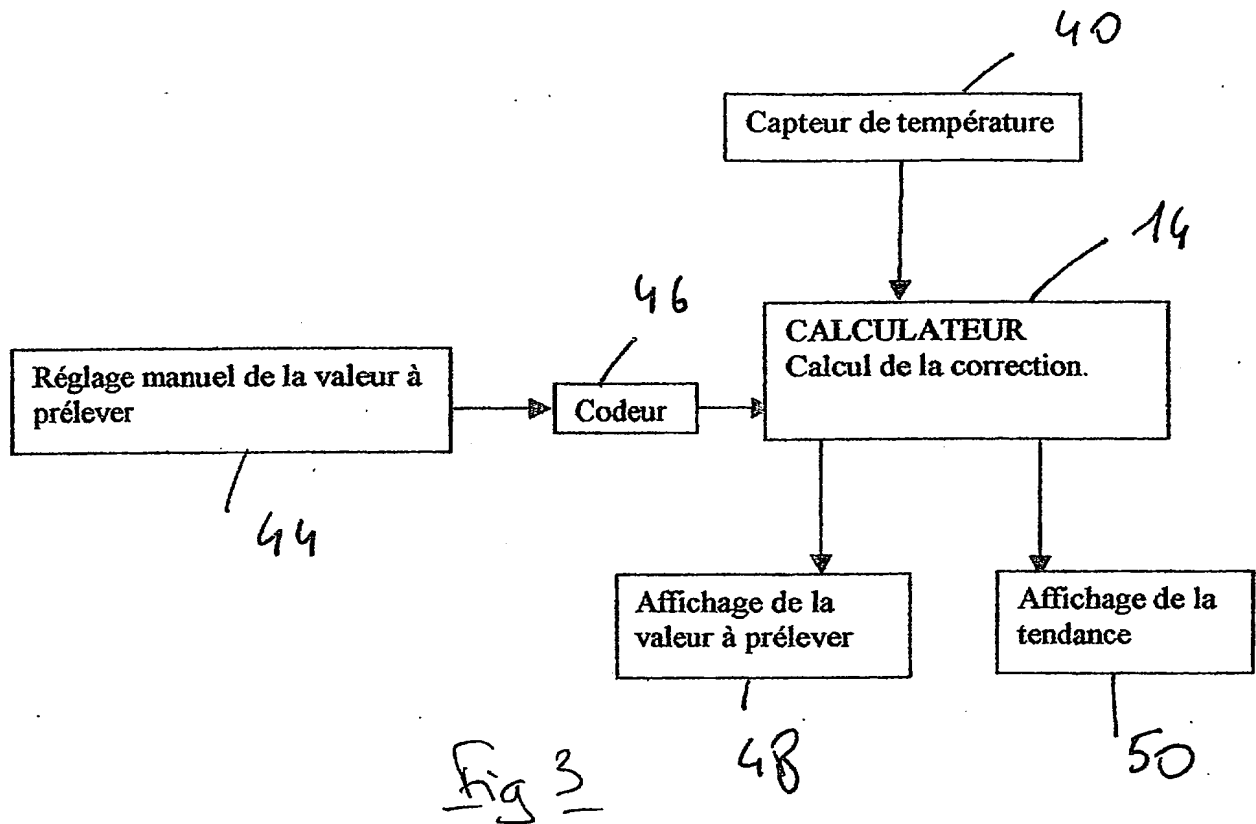 40
Capteur de température
14
46
CALCULATEUR
Calcul de la correction.
Réglage manuel de la valeur à
prélever
Codeur
44
Affichage de la
valeur à prélever
Affichage de la
tendance
48
50
Fig 3